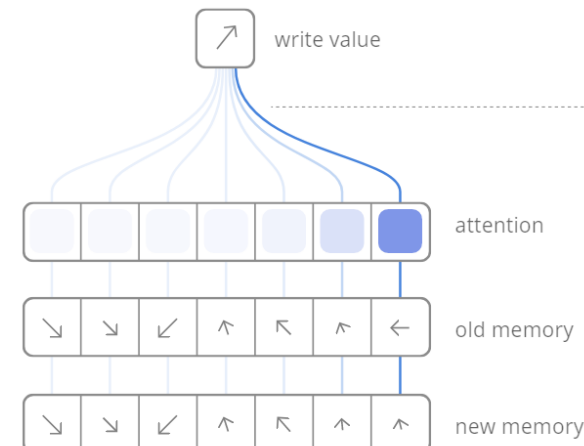 write value
attention
old memory
new memory